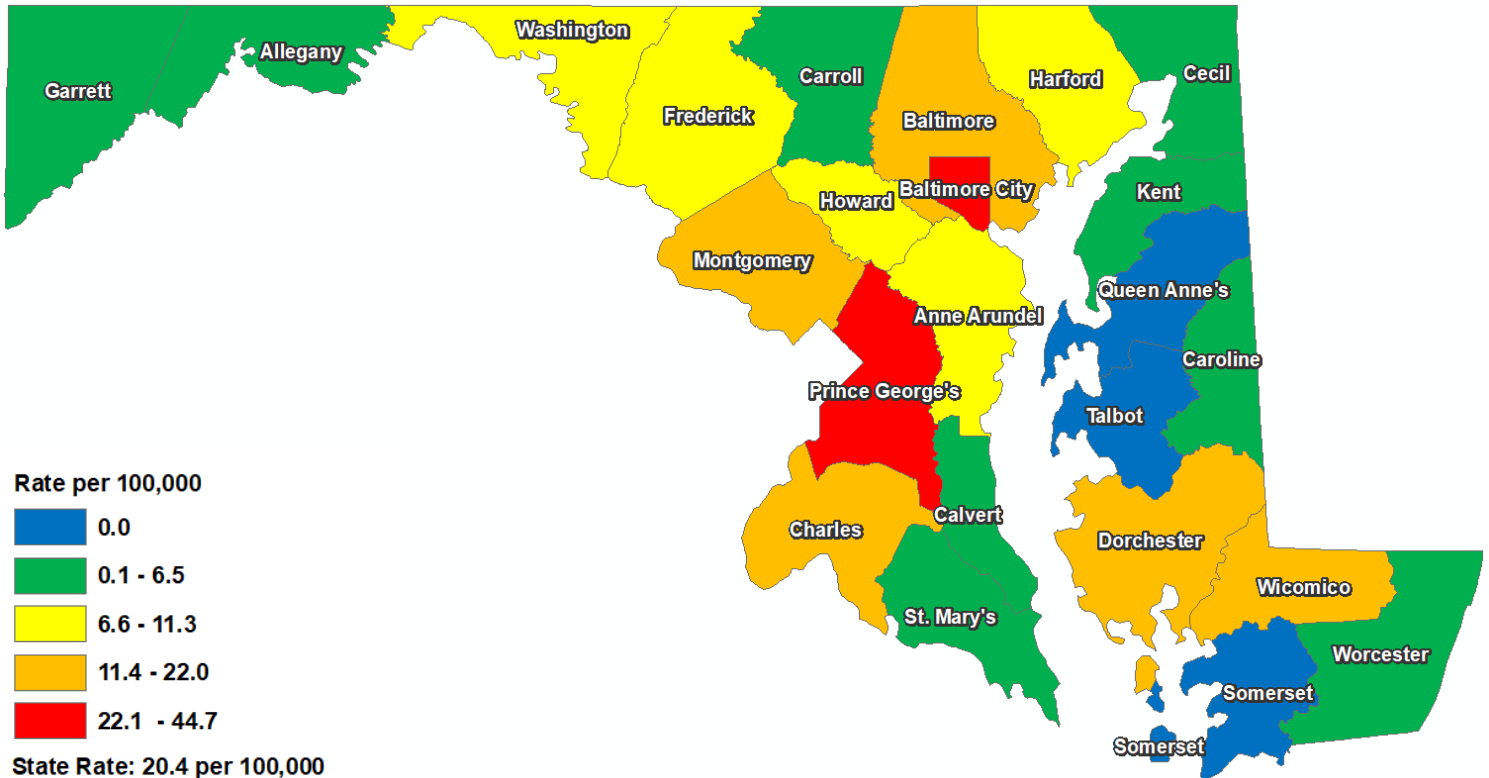 Washington
Allegany
Garrett
Carroll
Harford
Cecil
Frederick
Baltimore
Baltimore City
Kent
Howard
Montgomery
Queen Anne's
Anne Arundel
Caroline
Prince George's
Talbot
Calvert
Charles
Dorchester
Wicomico
St. Mary's
Worcester
Somerset
Somerset
Rate per 100,000
0.0
0.1 - 6.5
6.6 - 11.3
11.4 - 22.0
22.1 - 44.7
State Rate: 20.4 per 100,000